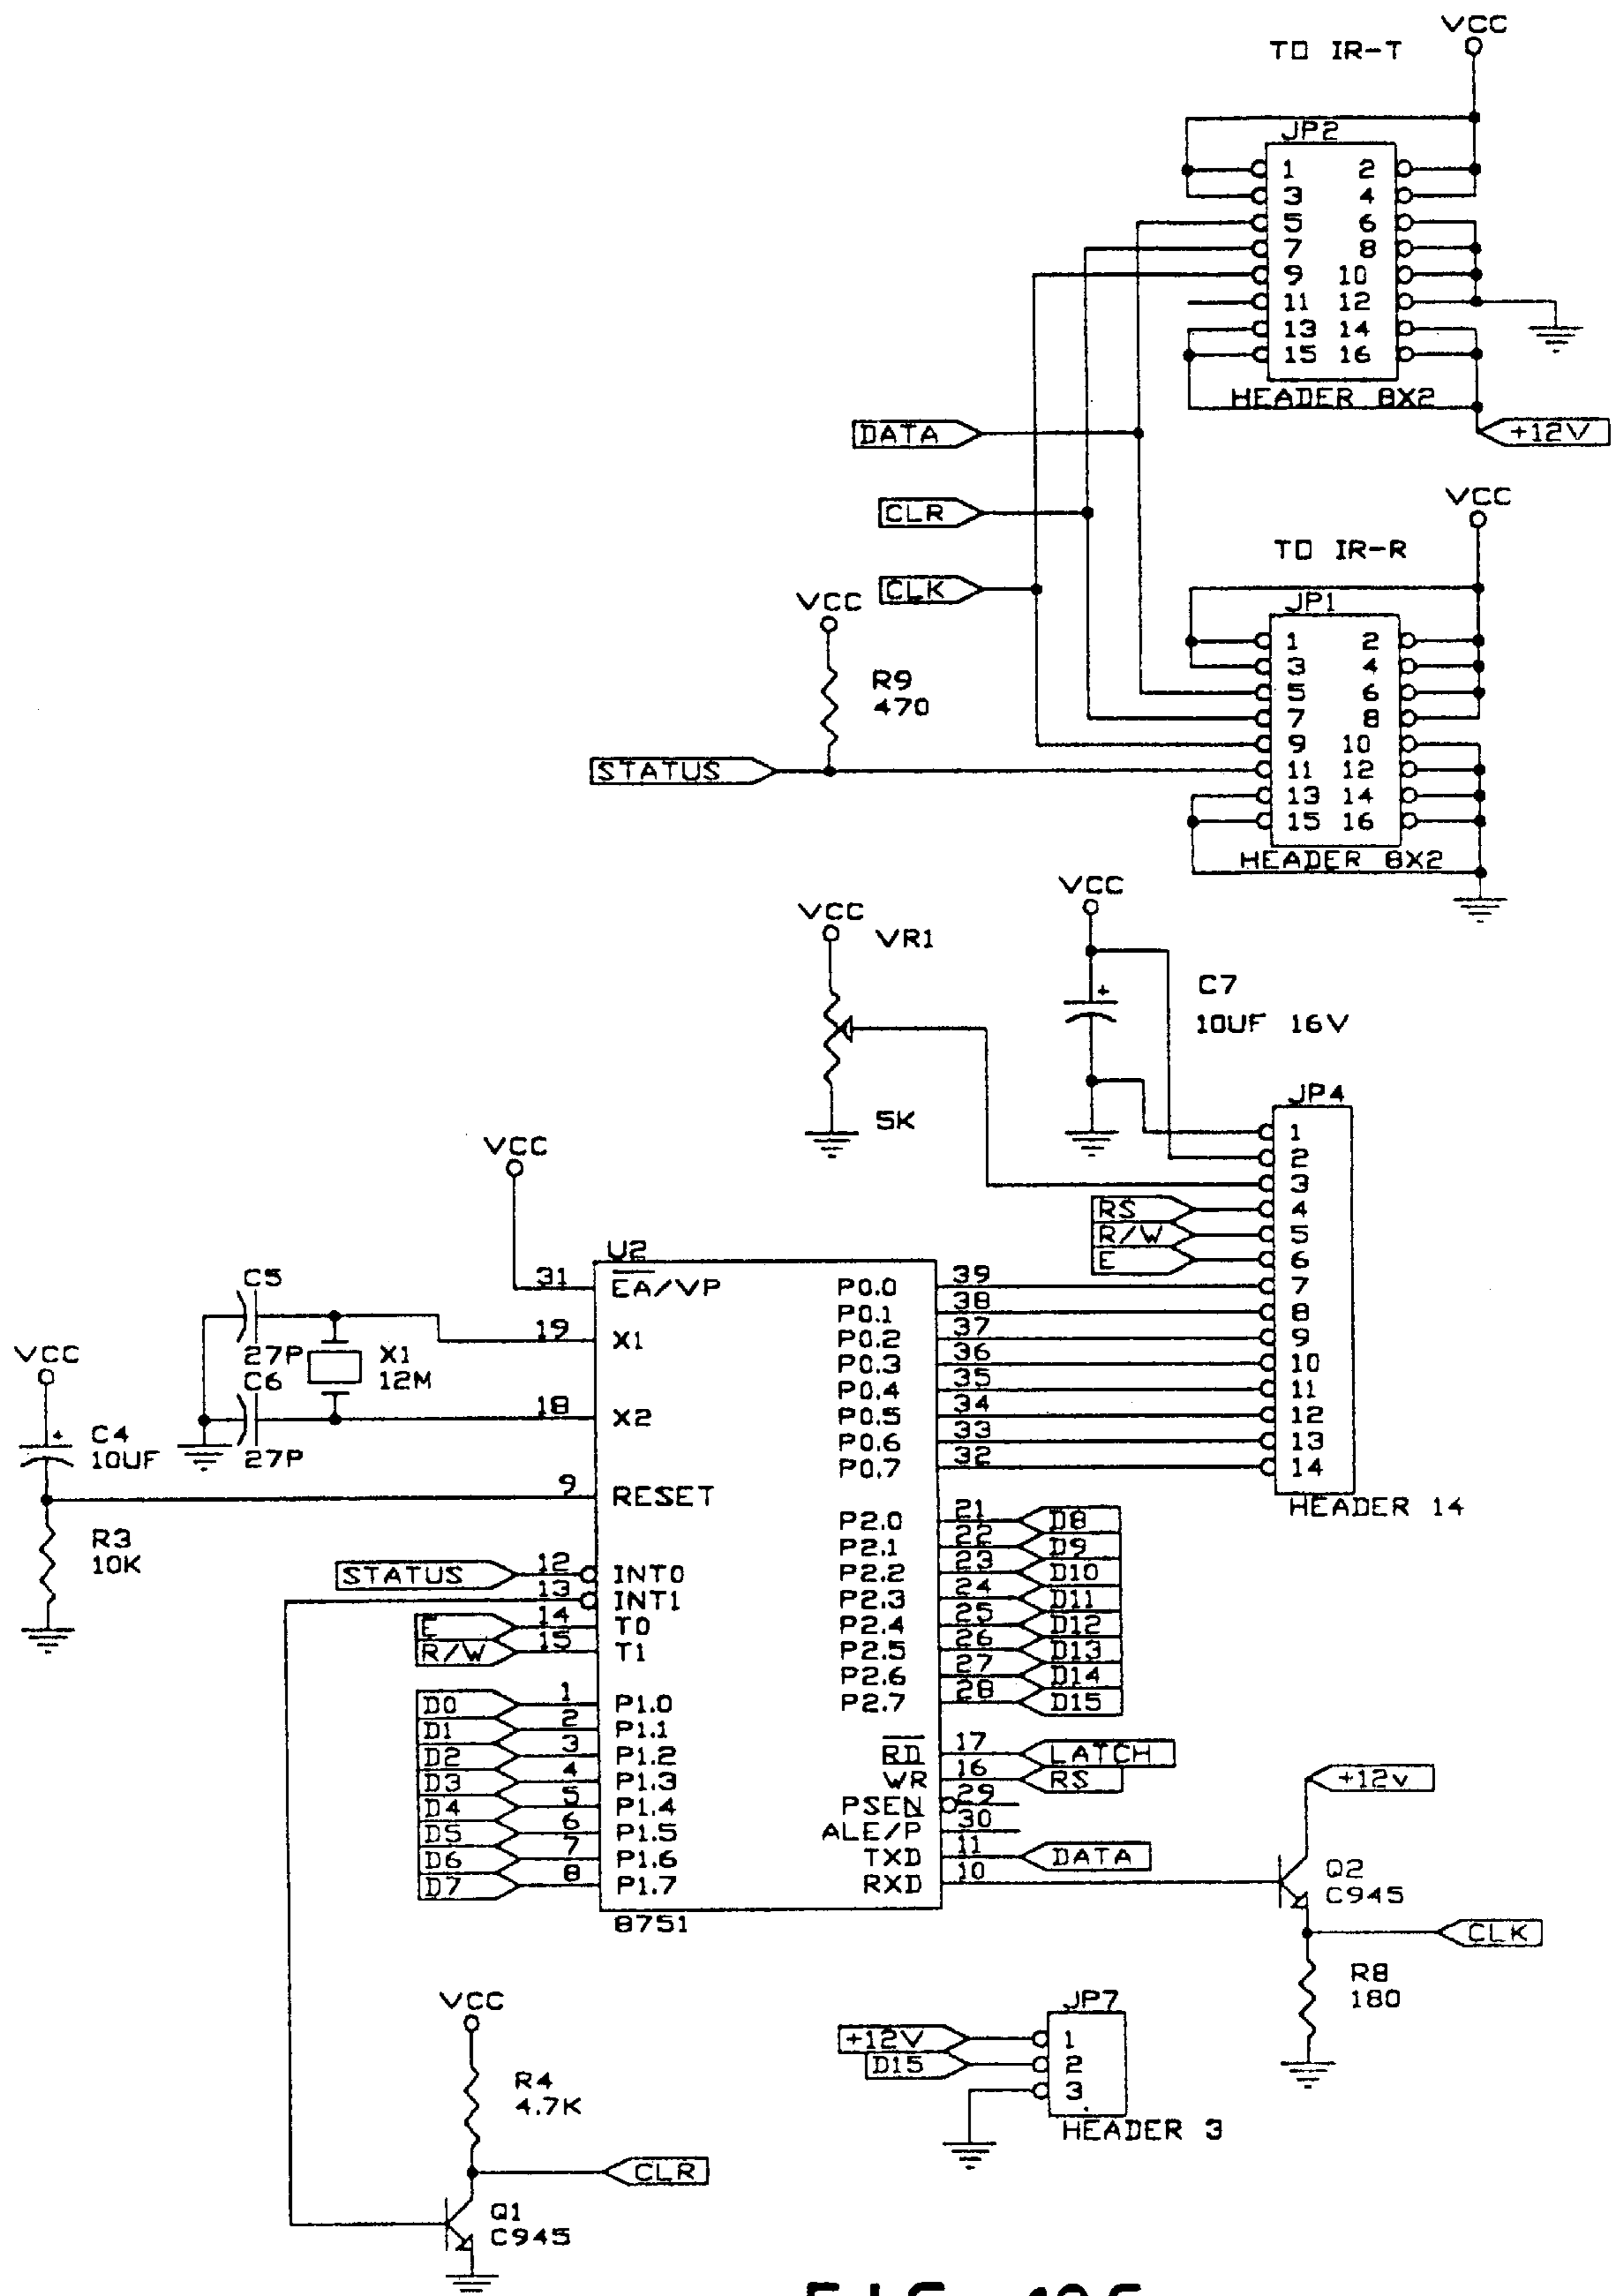 VCC
TO IR-T
JP2
1 2
3 4
5 6
7 8
9 10
11 12
13 14
15 16
HEADER 8X2
DATA
+12V
CLR
VCC
TO IR-R
CLK
VCC
JP1
1 2
3 4
R9
470
5 6
7 8
9 10
STATUS
11 12
13 14
15 16
HEADER 8X2
VCC
VCC
VR1
C7
10UF 16V
5K
JP4
1
2
3
RS
4
R/W
5
E
6
7
8
9
10
11
12
13
14
HEADER 14
VCC
U2
31 EA/VP
C5
27P
19 X1
X1
12M
C6
27P
18 X2
VCC
C4
10UF
9 RESET
R3
10K
STATUS 12 INT0
13 INT1
E 14 T0
R/W 15 T1
D0 1 P1.0
D1 2 P1.1
D2 3 P1.2
D3 4 P1.3
D4 5 P1.4
D5 6 P1.5
D6 7 P1.6
D7 8 P1.7
P0.0 39
P0.1 38
P0.2 37
P0.3 36
P0.4 35
P0.5 34
P0.6 33
P0.7 32
P2.0 21 D8
P2.1 22 D9
P2.2 23 D10
P2.3 24 D11
P2.4 25 D12
P2.5 26 D13
P2.6 27 D14
P2.7 28 D15
RD 17 LATCH
WR 16 RS
PSEN 29
ALE/P 30
TXD 11 DATA
RXD 10
8751
+12v
Q2
C945
CLK
R8
180
VCC
R4
4.7K
CLR
Q1
C945
JP7
+12V 1
D15 2
3
HEADER 3